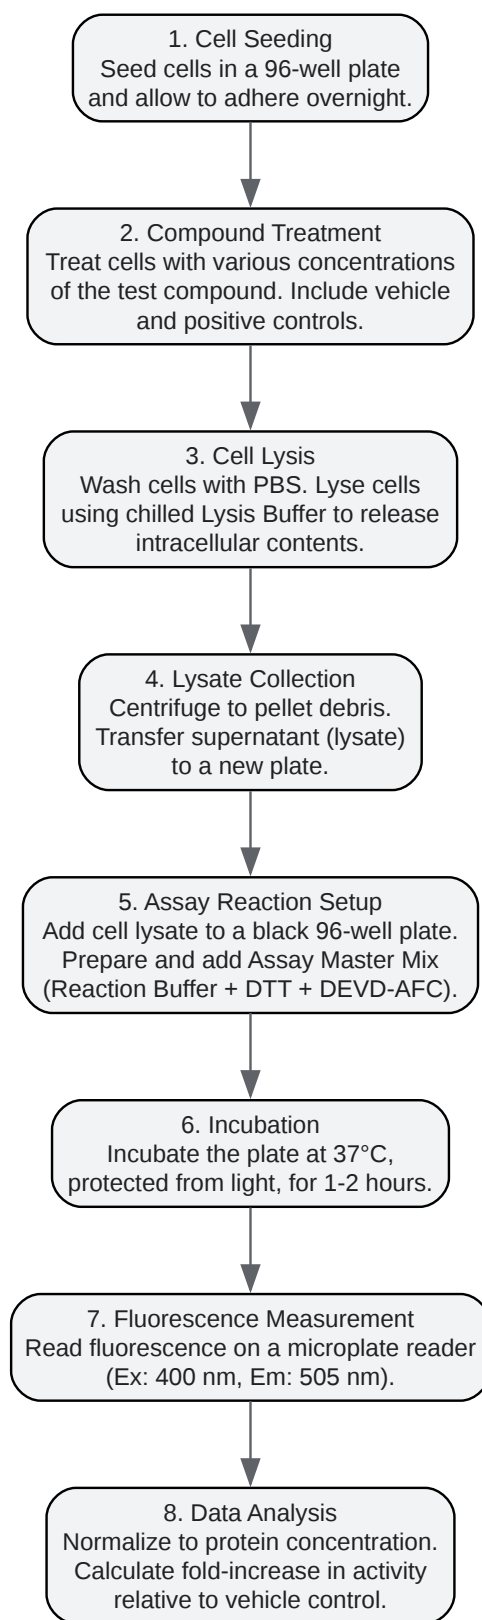 1. Cell Seeding
Seed cells in a 96-well plate
and allow to adhere overnight.
2. Compound Treatment
Treat cells with various concentrations
of the test compound. Include vehicle
and positive controls.
3. Cell Lysis
Wash cells with PBS. Lyse cells
using chilled Lysis Buffer to release
intracellular contents.
4. Lysate Collection
Centrifuge to pellet debris.
Transfer supernatant (lysate)
to a new plate.
5. Assay Reaction Setup
Add cell lysate to a black 96-well plate.
Prepare and add Assay Master Mix
(Reaction Buffer + DTT + DEVD-AFC).
6. Incubation
Incubate the plate at 37°C,
protected from light, for 1-2 hours.
7. Fluorescence Measurement
Read fluorescence on a microplate reader
(Ex: 400 nm, Em: 505 nm).
8. Data Analysis
Normalize to protein concentration.
Calculate fold-increase in activity
relative to vehicle control.